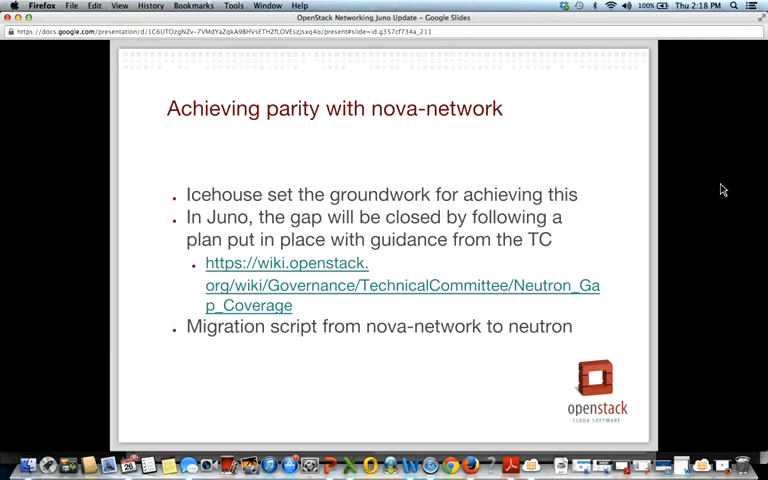 Firefox File Edit View History Bookmarks Tools Window Help
100% Thu 2:18 PM
OpenStack Networking Juno Update – Google Slides
Achieving parity with nova-network
Icehouse set the groundwork for achieving this
In Juno, the gap will be closed by following a
plan put in place with guidance from the TC
https://wiki.openstack.
org/wiki/Governance/TechnicalCommittee/Neutron_Ga
p_Coverage
Migration script from nova-network to neutron
openstack
CLOUD SOFTWARE